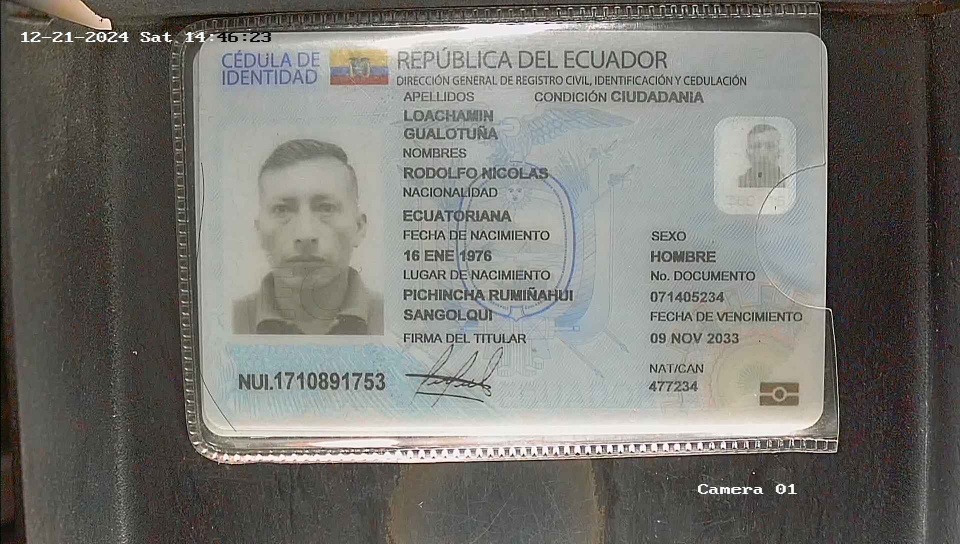 12-21-2024 Sat 14:46:23
CÉDULA DE
IDENTIDAD
REPÚBLICA DEL ECUADOR
DIRECCIÓN GENERAL DE REGISTRO CIVIL, IDENTIFICACIÓN Y CEDULACIÓN
APELLIDOS
CONDICIÓN CIUDADANIA
LOACHAMIN
GUALOTUÑA
NOMBRES
RODOLFO NICOLAS
NACIONALIDAD
ECUATORIANA
FECHA DE NACIMIENTO
16 ENE 1976
LUGAR DE NACIMIENTO
PICHINCHA RUMIÑAHUI
SANGOLQUI
FIRMA DEL TITULAR
SEXO
HOMBRE
No. DOCUMENTO
071405234
FECHA DE VENCIMIENTO
09 NOV 2033
NAT/CAN
477234
NUI.1710891753
Camera 01